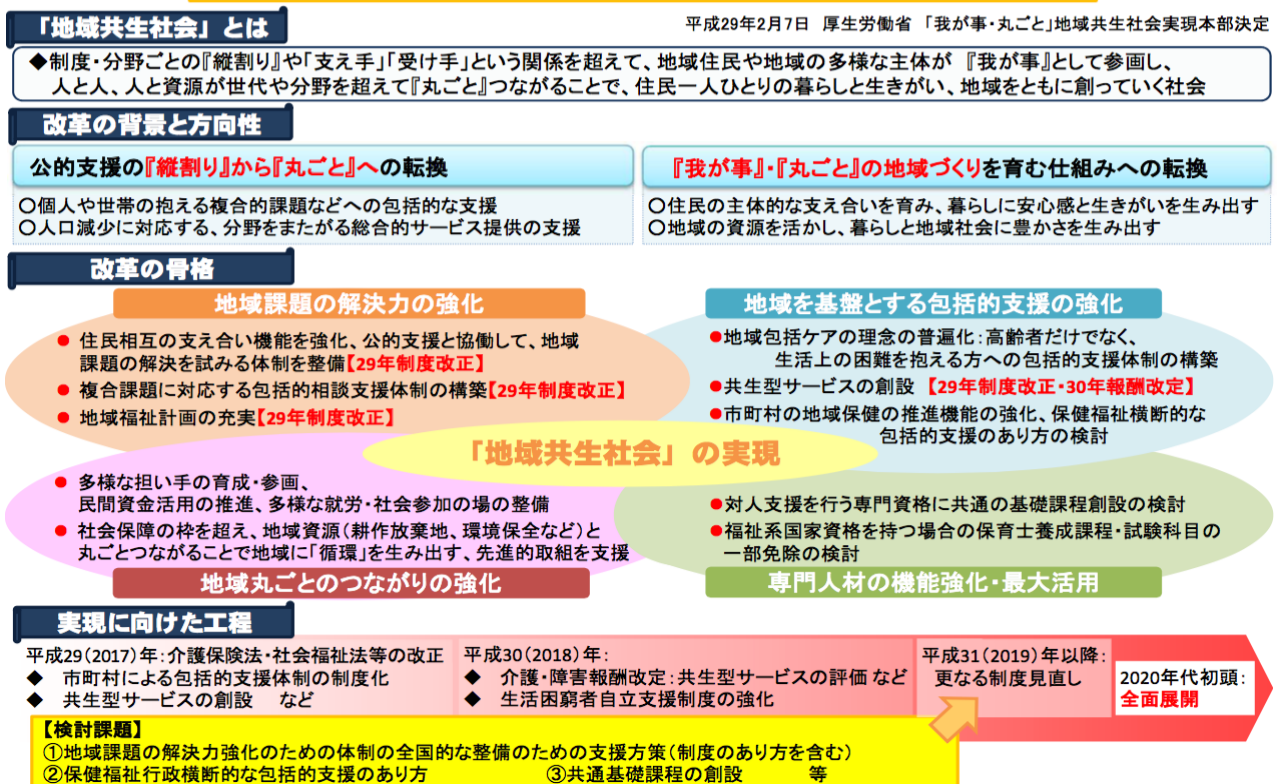 「地域共生社会」とは
平成29年2月7日 厚生労働省 「我が事・丸ごと」地域共生社会実現本部決定
◆制度・分野ごとの『縦割り』や「支え手」「受け手」という関係を超えて、地域住民や地域の多様な主体が 『我が事』として参画し、
人と人、人と資源が世代や分野を超えて『丸ごと』つながることで、住民一人ひとりの暮らしと生きがい、地域をともに創っていく社会
改革の背景と方向性
公的支援の『縦割り』から『丸ごと』への転換
○個人や世帯の抱える複合的課題などへの包括的な支援
○人口減少に対応する、分野をまたがる総合的サービス提供の支援
『我が事』・『丸ごと』の地域づくりを育む仕組みへの転換
○住民の主体的な支え合いを育み、暮らしに安心感と生きがいを生み出す
○地域の資源を活かし、暮らしと地域社会に豊かさを生み出す
改革の骨格
地域課題の解決力の強化
● 住民相互の支え合い機能を強化、公的支援と協働して、地域
課題の解決を試みる体制を整備【29年制度改正】
● 複合課題に対応する包括的相談支援体制の構築【29年制度改正】
● 地域福祉計画の充実【29年制度改正】
地域を基盤とする包括的支援の強化
●地域包括ケアの理念の普遍化：高齢者だけでなく、
生活上の困難を抱える方への包括的支援体制の構築
●共生型サービスの創設 【29年制度改正・30年報酬改定】
●市町村の地域保健の推進機能の強化、保健福祉横断的な
包括的支援のあり方の検討
「地域共生社会」の実現
● 多様な担い手の育成・参画、
民間資金活用の推進、多様な就労・社会参加の場の整備
● 社会保障の枠を超え、地域資源（耕作放棄地、環境保全など）と
丸ごとつながることで地域に「循環」を生み出す、先進的取組を支援
地域丸ごとのつながりの強化
●対人支援を行う専門資格に共通の基礎課程創設の検討
●福祉系国家資格を持つ場合の保育士養成課程・試験科目の
一部免除の検討
専門人材の機能強化・最大活用
実現に向けた工程
平成29（2017）年：介護保険法・社会福祉法等の改正
◆ 市町村による包括的支援体制の制度化
◆ 共生型サービスの創設 など
平成30（2018）年：
◆ 介護・障害報酬改定：共生型サービスの評価 など
◆ 生活困窮者自立支援制度の強化
平成31（2019）年以降：
更なる制度見直し
2020年代初頭：
全面展開
【検討課題】
①地域課題の解決力強化のための体制の全国的な整備のための支援方策（制度のあり方を含む）
②保健福祉行政横断的な包括的支援のあり方 ③共通基礎課程の創設 等